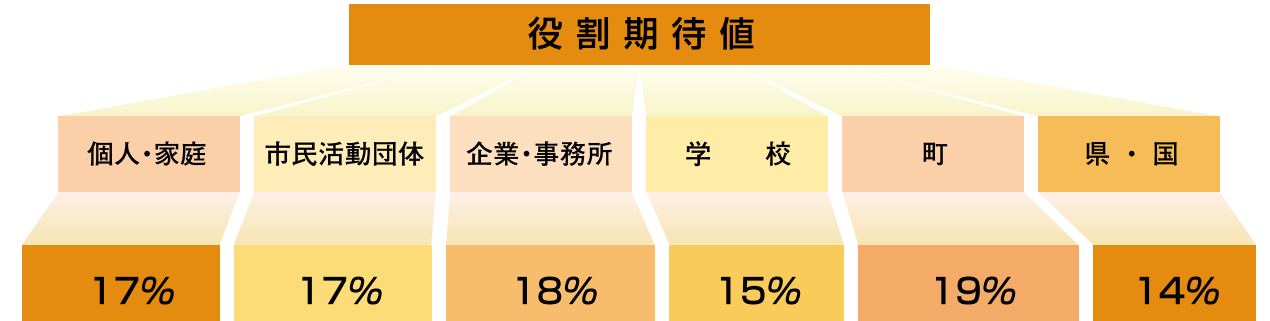 役割期待値
個人・家庭 市民活動団体 企業・事務所 学校 町 県・国
17% 17% 18% 15% 19% 14%